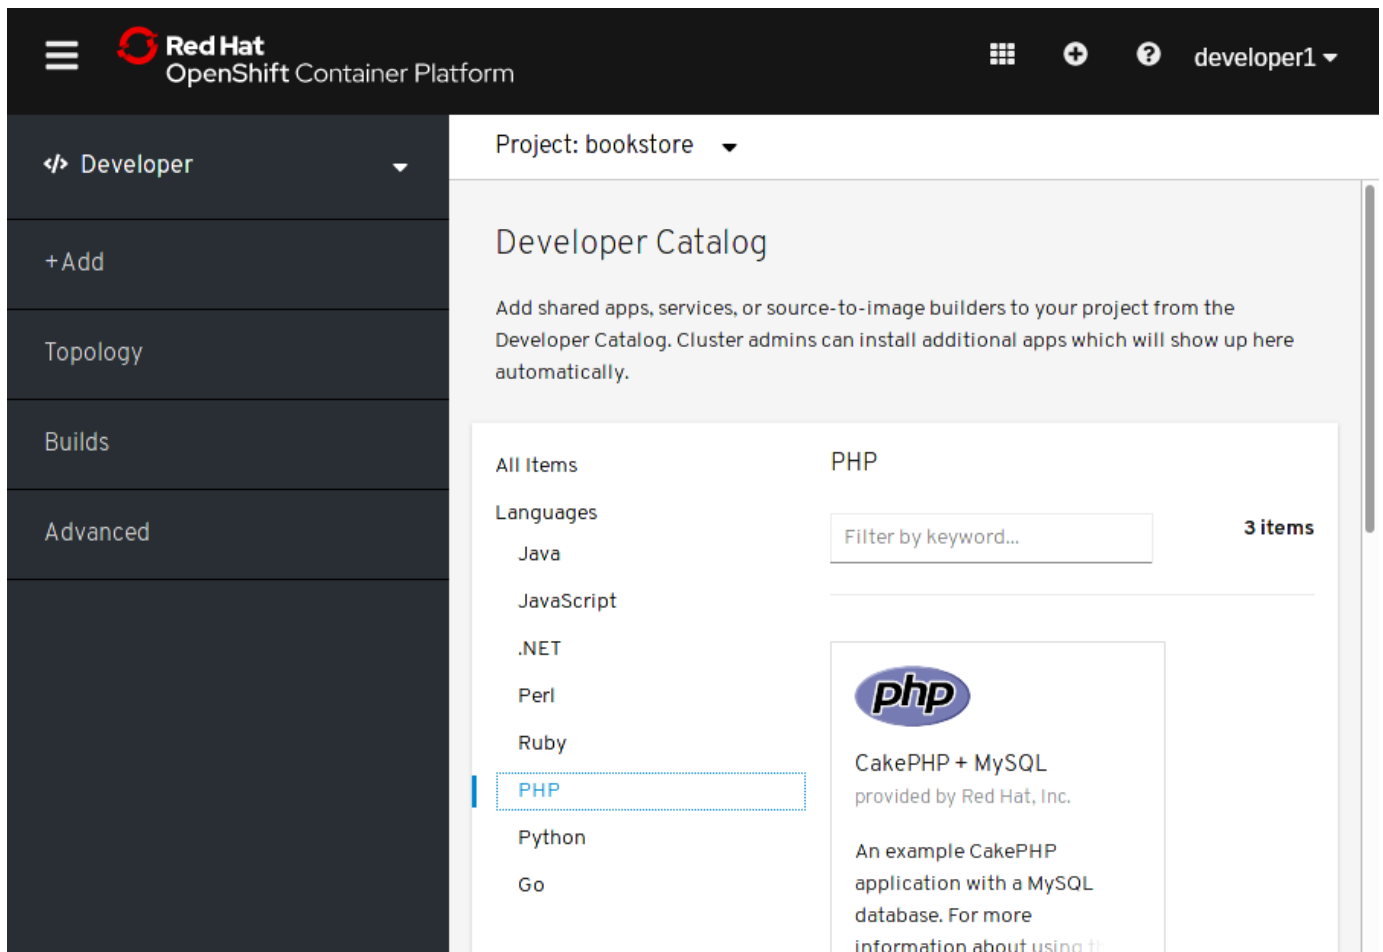 Red Hat
OpenShift Container Platform
developer1
Developer
Project: bookstore
+Add
Topology
Builds
Advanced
Developer Catalog
Add shared apps, services, or source-to-image builders to your project from the
Developer Catalog. Cluster admins can install additional apps which will show up here
automatically.
All Items
Languages
Java
JavaScript
.NET
Perl
Ruby
PHP
Python
Go
PHP
Filter by keyword...
3 items
php
CakePHP + MySQL
provided by Red Hat, Inc.
An example CakePHP
application with a MySQL
database. For more
information about using